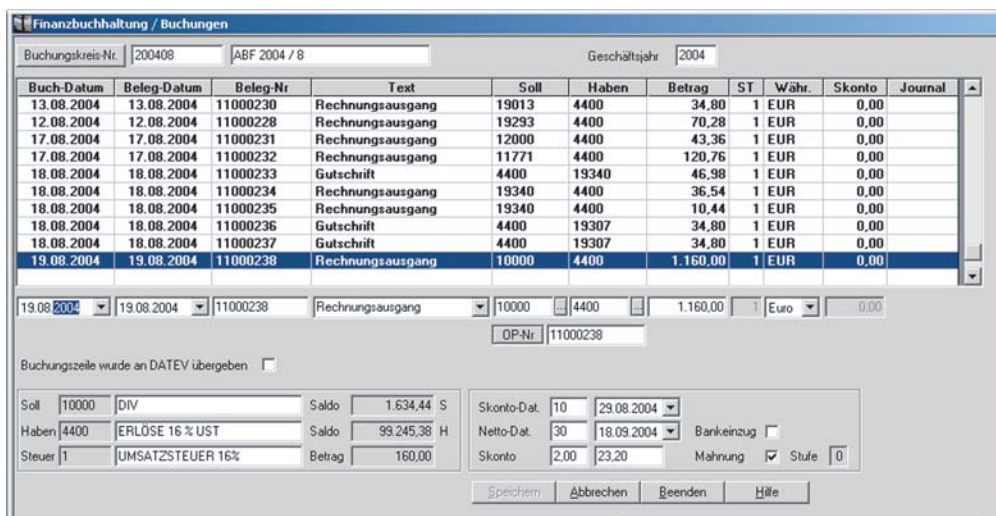 Finanzbuchhaltung / Buchungen
Buchungskreis-Nr. 200408 ABF 2004 / 8 Geschäftsjahr 2004
Buch-Datum Beleg-Datum Beleg-Nr Text Soll Haben Betrag ST Währ. Skonto Journal
13.08.2004 13.08.2004 11000230 Rechnungsausgang 19013 4400 34,80 1 EUR 0,00
12.08.2004 12.08.2004 11000228 Rechnungsausgang 19293 4400 70,28 1 EUR 0,00
17.08.2004 17.08.2004 11000231 Rechnungsausgang 12000 4400 43,36 1 EUR 0,00
17.08.2004 17.08.2004 11000232 Rechnungsausgang 11771 4400 120,76 1 EUR 0,00
18.08.2004 18.08.2004 11000233 Gutschrift 4400 19340 46,98 1 EUR 0,00
18.08.2004 18.08.2004 11000234 Rechnungsausgang 19340 4400 36,54 1 EUR 0,00
18.08.2004 18.08.2004 11000235 Rechnungsausgang 19340 4400 10,44 1 EUR 0,00
18.08.2004 18.08.2004 11000236 Gutschrift 4400 19307 34,80 1 EUR 0,00
18.08.2004 18.08.2004 11000237 Gutschrift 4400 19307 34,80 1 EUR 0,00
19.08.2004 19.08.2004 11000238 Rechnungsausgang 10000 4400 1.160,00 1 EUR 0,00
19.08.2004 19.08.2004 11000238 Rechnungsausgang 10000 ... 4400 ... 1.160,00 1 Euro 0,00
OP-Nr 11000238
Buchungszeile wurde an DATEV übergeben
Soll 10000 DIV Saldo 1.634,44 S
Haben 4400 ERLÖSE 16 % UST Saldo 99.245,38 H
Steuer 1 UMSATZSTEUER 16% Betrag 160,00
Skonto-Dat. 10 29.08.2004
Netto-Dat. 30 18.09.2004 Bankeinzug
Skonto 2,00 23,20 Mahnung Stufe 0
Speichern Abbrechen Beenden Hilfe